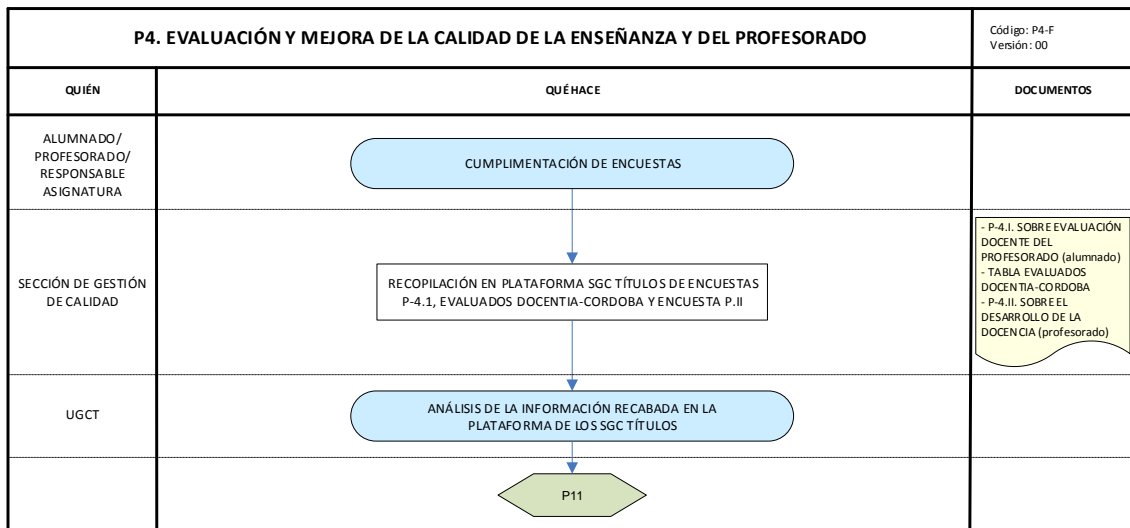 P4. EVALUACIÓN Y MEJORA DE LA CALIDAD DE LA ENSEÑANZA Y DEL PROFESORADO
Código: P4-F
Versión: 00
QUIÉN
QUÉ HACE
DOCUMENTOS
ALUMNADO/
PROFESORADO/
RESPONSABLE
ASIGNATURA
CUMPLIMENTACIÓN DE ENCUESTAS
SECCIÓN DE GESTIÓN
DE CALIDAD
RECOPILACIÓN EN PLATAFORMA SGC TÍTULOS DE ENCUESTAS
P-4.1, EVALUADOS DOCENTIA-CORDOBA Y ENCUESTA P.II
- P-4.I. SOBRE EVALUACIÓN
DOCENTE DEL
PROFESORADO (alumnado)
- TABLA EVALUADOS
DOCENTIA-CORDOBA
- P-4.II. SOBRE EL
DESARROLLO DE LA
DOCENCIA (profesorado)
UGCT
ANÁLISIS DE LA INFORMACIÓN RECABADA EN LA
PLATAFORMA DE LOS SGC TÍTULOS
P11